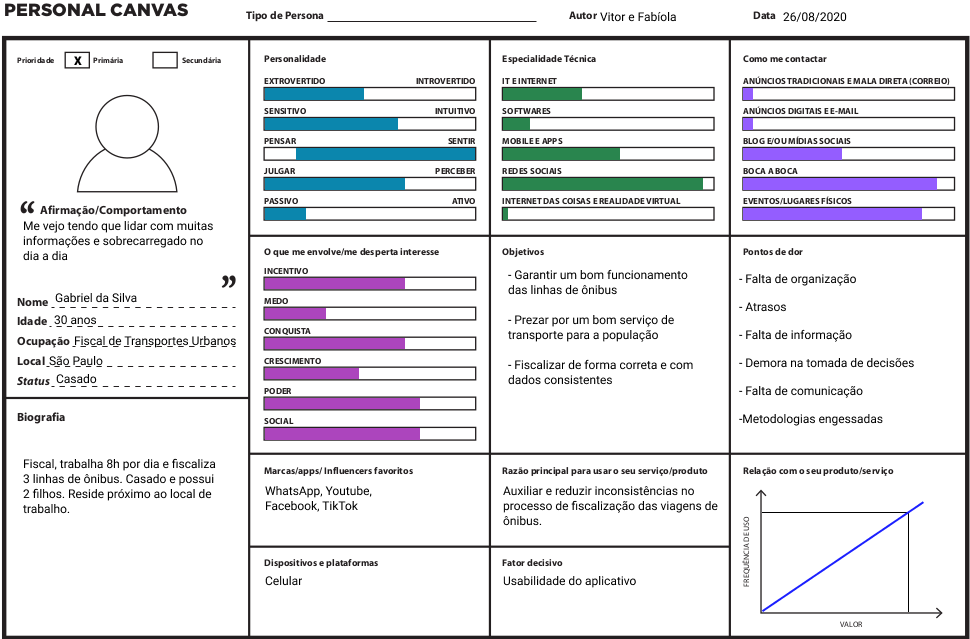 PERSONAL CANVAS
Tipo de Persona
Autor Vitor e Fabíola
Data 26/08/2020
Prioridade X Primária Secundária
“ Afirmação/Comportamento
Me vejo tendo que lidar com muitas
informações e sobrecarregado no
dia a dia
”
Nome Gabriel da Silva
Idade 30 anos
Ocupação Fiscal de Transportes Urbanos
Local São Paulo
Status Casado
Biografia
Fiscal, trabalha 8h por dia e fiscaliza
3 linhas de ônibus. Casado e possui
2 filhos. Reside próximo ao local de
trabalho.
Personalidade
EXTROVERTIDO INTROVERTIDO
SENSITIVO INTUITIVO
PENSAR SENTIR
JULGAR PERCEBER
PASSIVO ATIVO
Especialidade Técnica
IT E INTERNET
SOFTWARES
MOBILE E APPS
REDES SOCIAIS
INTERNET DAS COISAS E REALIDADE VIRTUAL
Como me contactar
ANÚNCIOS TRADICIONAIS E MALA DIRETA (CORREIO)
ANÚNCIOS DIGITAIS E E-MAIL
BLOG E/OU MÍDIAS SOCIAIS
BOCA A BOCA
EVENTOS/LUGARES FÍSICOS
O que me envolve/me desperta interesse
INCENTIVO
MEDO
CONQUISTA
CRESCIMENTO
PODER
SOCIAL
Objetivos
- Garantir um bom funcionamento
das linhas de ônibus
- Prezar por um bom serviço de
transporte para a população
- Fiscalizar de forma correta e com
dados consistentes
Pontos de dor
- Falta de organização
- Atrasos
- Falta de informação
- Demora na tomada de decisões
- Falta de comunicação
-Metodologias engessadas
Marcas/apps/ Influencers favoritos
WhatsApp, Youtube,
Facebook, TikTok
Razão principal para usar o seu serviço/produto
Auxiliar e reduzir inconsistências no
processo de fiscalização das viagens de
ônibus.
Relação com o seu produto/serviço
FREQUÊNCIA DE USO
VALOR
Dispositivos e plataformas
Celular
Fator decisivo
Usabilidade do aplicativo